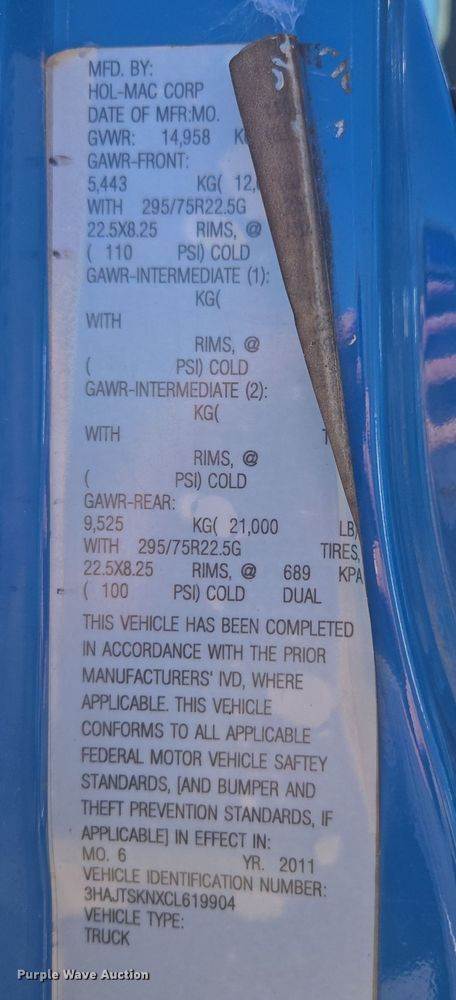 MFD. BY:
HOL-MAC CORP
DATE OF MFR:MO.
GVWR: 14,958
GAWR-FRONT:
5,443 KG( 12,
WITH 295/75R22.5G
22.5X8.25 RIMS, @
( 110 PSI) COLD
GAWR-INTERMEDIATE (1):
KG(
WITH
RIMS, @
( PSI) COLD
GAWR-INTERMEDIATE (2):
KG(
WITH
RIMS, @
( PSI) COLD
GAWR-REAR:
9,525 KG( 21,000 LB
WITH 295/75R22.5G TIRES,
22.5X8.25 RIMS, @ 689 KPA
( 100 PSI) COLD DUAL
THIS VEHICLE HAS BEEN COMPLETED
IN ACCORDANCE WITH THE PRIOR
MANUFACTURERS' IVD, WHERE
APPLICABLE. THIS VEHICLE
CONFORMS TO ALL APPLICABLE
FEDERAL MOTOR VEHICLE SAFTEY
STANDARDS, [AND BUMPER AND
THEFT PREVENTION STANDARDS, IF
APPLICABLE] IN EFFECT IN:
MO. 6 YR. 2011
VEHICLE IDENTIFICATION NUMBER:
3HAJTSKNXCL619904
VEHICLE TYPE:
TRUCK
Purple Wave Auction